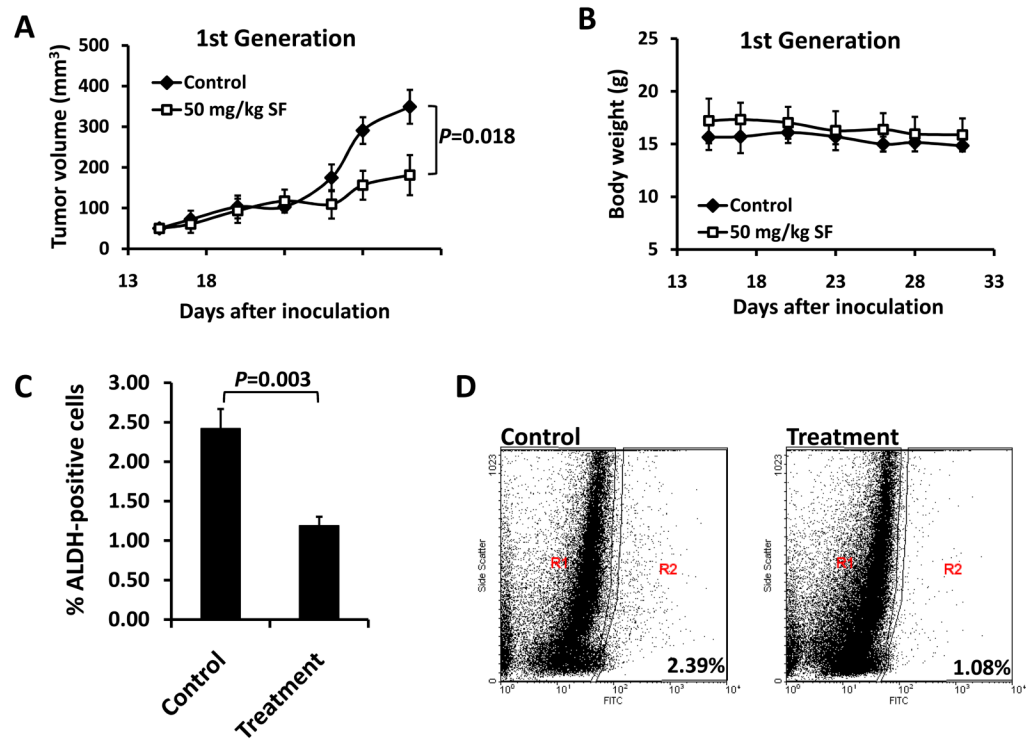 A
1st Generation
Tumor volume (mm³)
500
400
300
200
100
0
Control
50 mg/kg SF
P=0.018
13
18
Days after inoculation
B
1st Generation
Body weight (g)
25
20
15
10
5
Control
50 mg/kg SF
13
18
23
28
33
Days after inoculation
C
% ALDH-positive cells
3.00
2.50
2.00
1.50
1.00
0.50
0.00
P=0.003
Control
Treatment
D
Control
1023
Side Scatter
0
R1
R2
2.39%
10⁰ 10¹ 10² 10³ 10⁴
FITC
Treatment
1023
Side Scatter
0
R1
R2
1.08%
10⁰ 10¹ 10² 10³ 10⁴
FITC